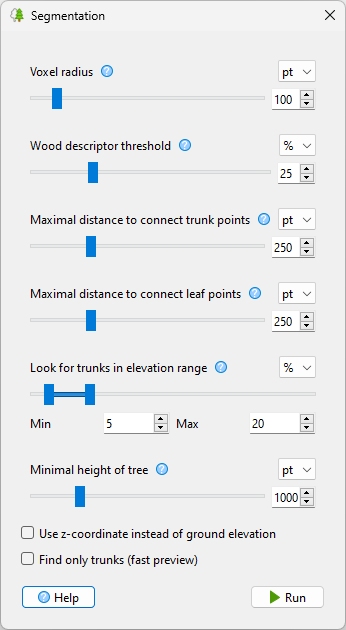 Segmentation
Voxel radius ? pt
100
Wood descriptor threshold ? %
25
Maximal distance to connect trunk points ? pt
250
Maximal distance to connect leaf points ? pt
250
Look for trunks in elevation range ? %
Min 5 Max 20
Minimal height of tree ? pt
1000
Use z-coordinate instead of ground elevation
Find only trunks (fast preview)
? Help Run